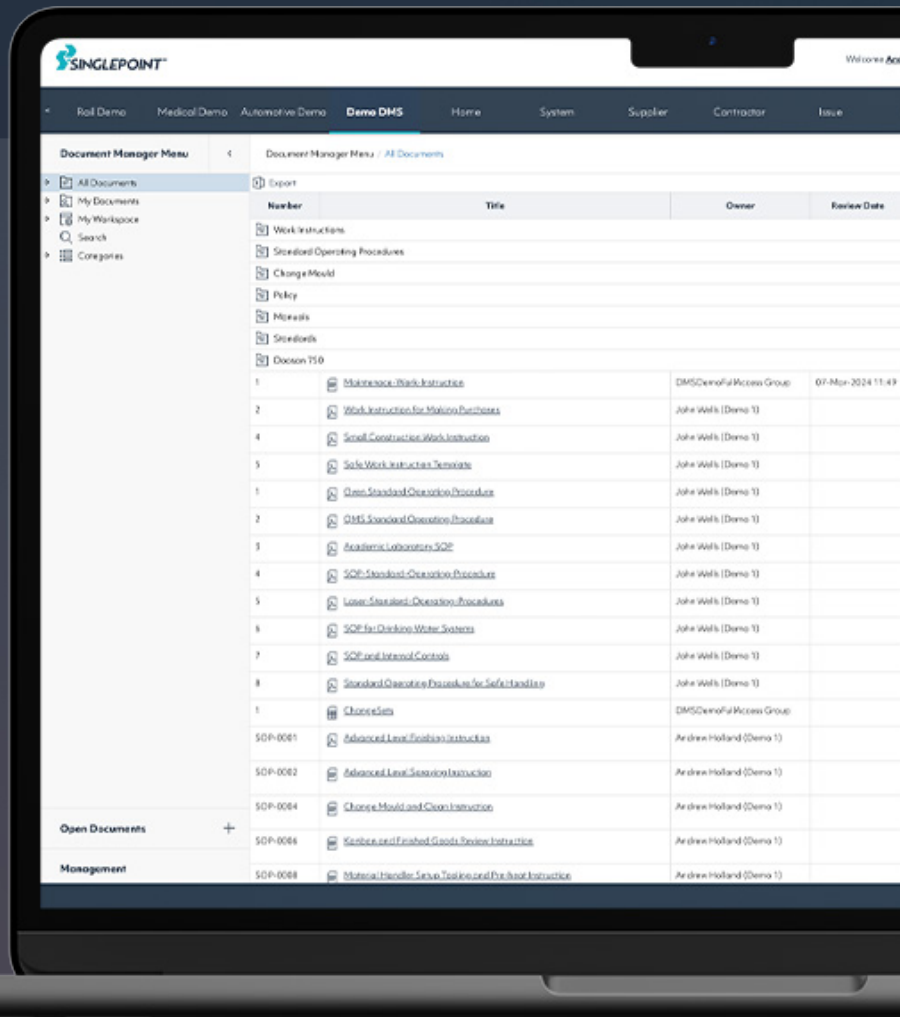 SINGLEPOINT™
Welcome
Rail Demo Medical Demo Automotive Demo Demo DMS Home System Supplier Contractor Issue
Document Manager Menu
Document Manager Menu / All Documents
All Documents
My Documents
My Workspace
Search
Categories
Export
Number Title Owner Review Date
Work Instructions
Standard Operating Procedures
Change Mould
Policy
Manuals
Standards
Doosan 750
1 Maintenace-Work-Instruction DMSDemoFullAccess Group 07-Mar-2024 11:49
2 Work Instruction for Making Purchases John Wells (Demo 1)
4 Small Construction Work Instruction John Wells (Demo 1)
5 Safe Work Instruction Template John Wells (Demo 1)
1 Oven Standard Operating Procedure John Wells (Demo 1)
2 QMS Standard Operating Procedure John Wells (Demo 1)
3 Academic Laboratory SOP John Wells (Demo 1)
4 SOP-Standard-Operating-Procedure John Wells (Demo 1)
5 Laser-Standard-Operating-Procedures John Wells (Demo 1)
6 SOP for Drinking Water Systems John Wells (Demo 1)
7 SOP and Internal Controls John Wells (Demo 1)
8 Standard Operating Procedure for Safe Handling John Wells (Demo 1)
1 ChangeSets DMSDemoFullAccess Group
SOP-0001 Advanced Level Finishing Instruction Andrew Holland (Demo 1)
SOP-0002 Advanced Level Spraying Instruction Andrew Holland (Demo 1)
SOP-0004 Change Mould and Clean Instruction Andrew Holland (Demo 1)
SOP-0006 Kanban and Finished Goods Review Instruction Andrew Holland (Demo 1)
SOP-0008 Material Handler Setup Tooling and Pre-heat Instruction Andrew Holland (Demo 1)
Open Documents +
Management